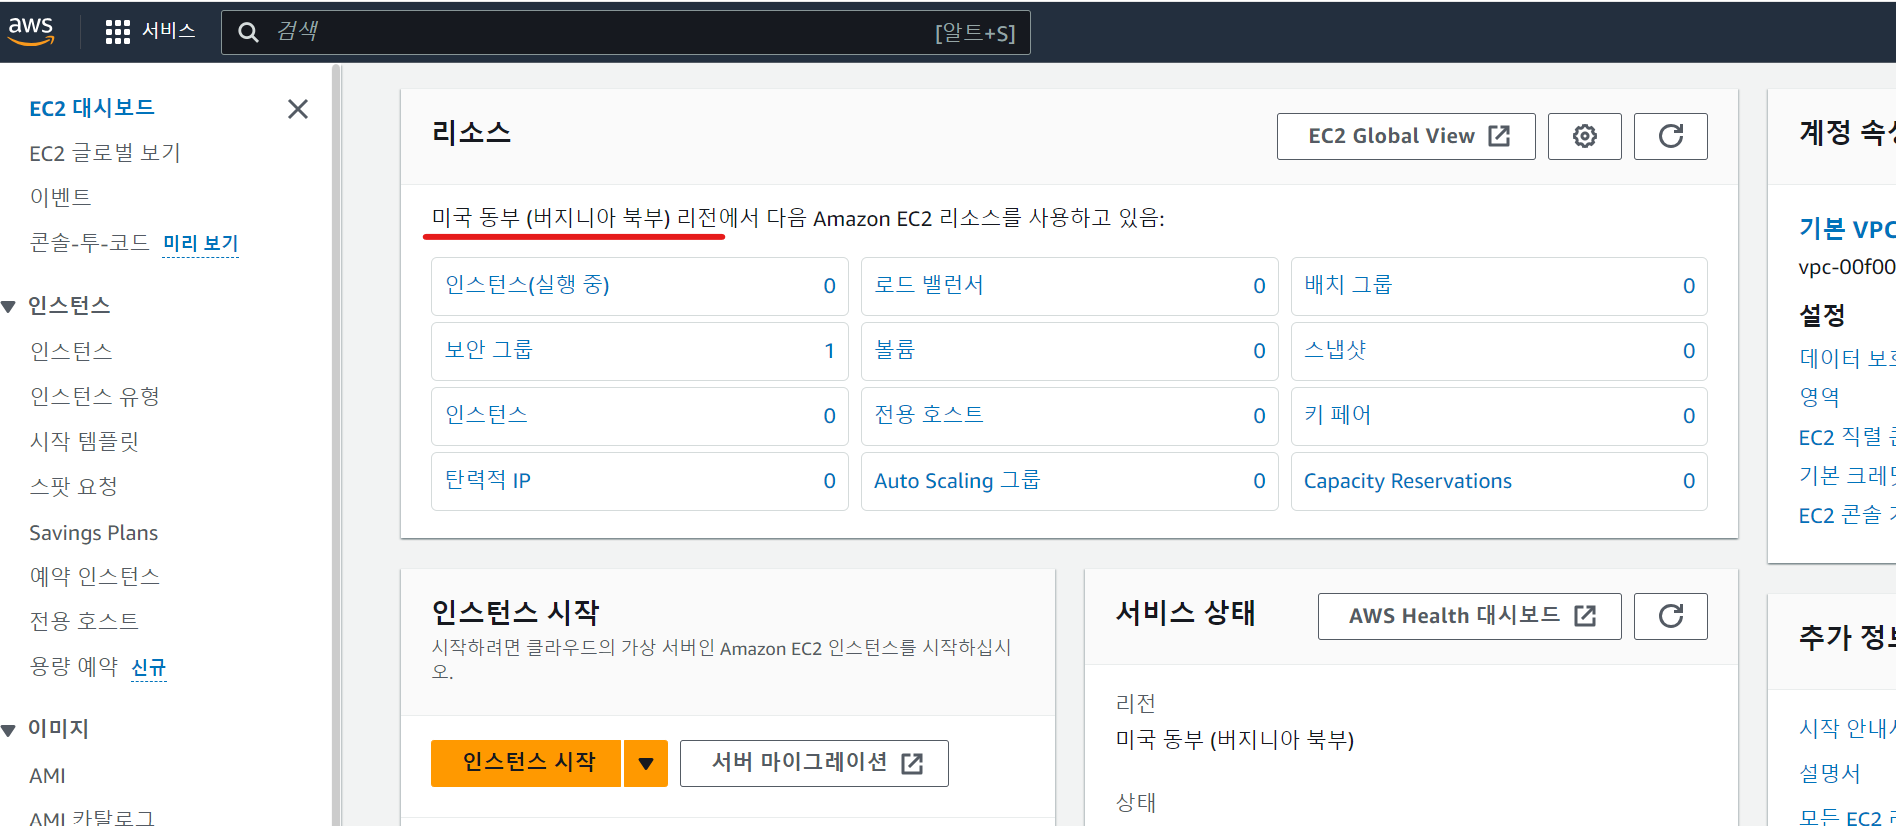 aws
서비스
검색
[알트+S]
EC2 대시보드
EC2 글로벌 보기
이벤트
콘솔-투-코드 미리 보기
인스턴스
인스턴스
인스턴스 유형
시작 템플릿
스팟 요청
Savings Plans
예약 인스턴스
전용 호스트
용량 예약 신규
이미지
AMI
AMI 카탈로그
리소스
EC2 Global View
미국 동부 (버지니아 북부) 리전에서 다음 Amazon EC2 리소스를 사용하고 있음:
인스턴스(실행 중) 0
로드 밸런서 0
배치 그룹 0
보안 그룹 1
볼륨 0
스냅샷 0
인스턴스 0
전용 호스트 0
키 페어 0
탄력적 IP 0
Auto Scaling 그룹 0
Capacity Reservations 0
인스턴스 시작
시작하려면 클라우드의 가상 서버인 Amazon EC2 인스턴스를 시작하십시
오.
인스턴스 시작
서버 마이그레이션
서비스 상태
AWS Health 대시보드
리전
미국 동부 (버지니아 북부)
상태
계정
기본 VPC
vpc-00f00
설정
데이터
영역
EC2 직렬
기본
EC2 콘솔
추가
시작
설명서
모든 EC2